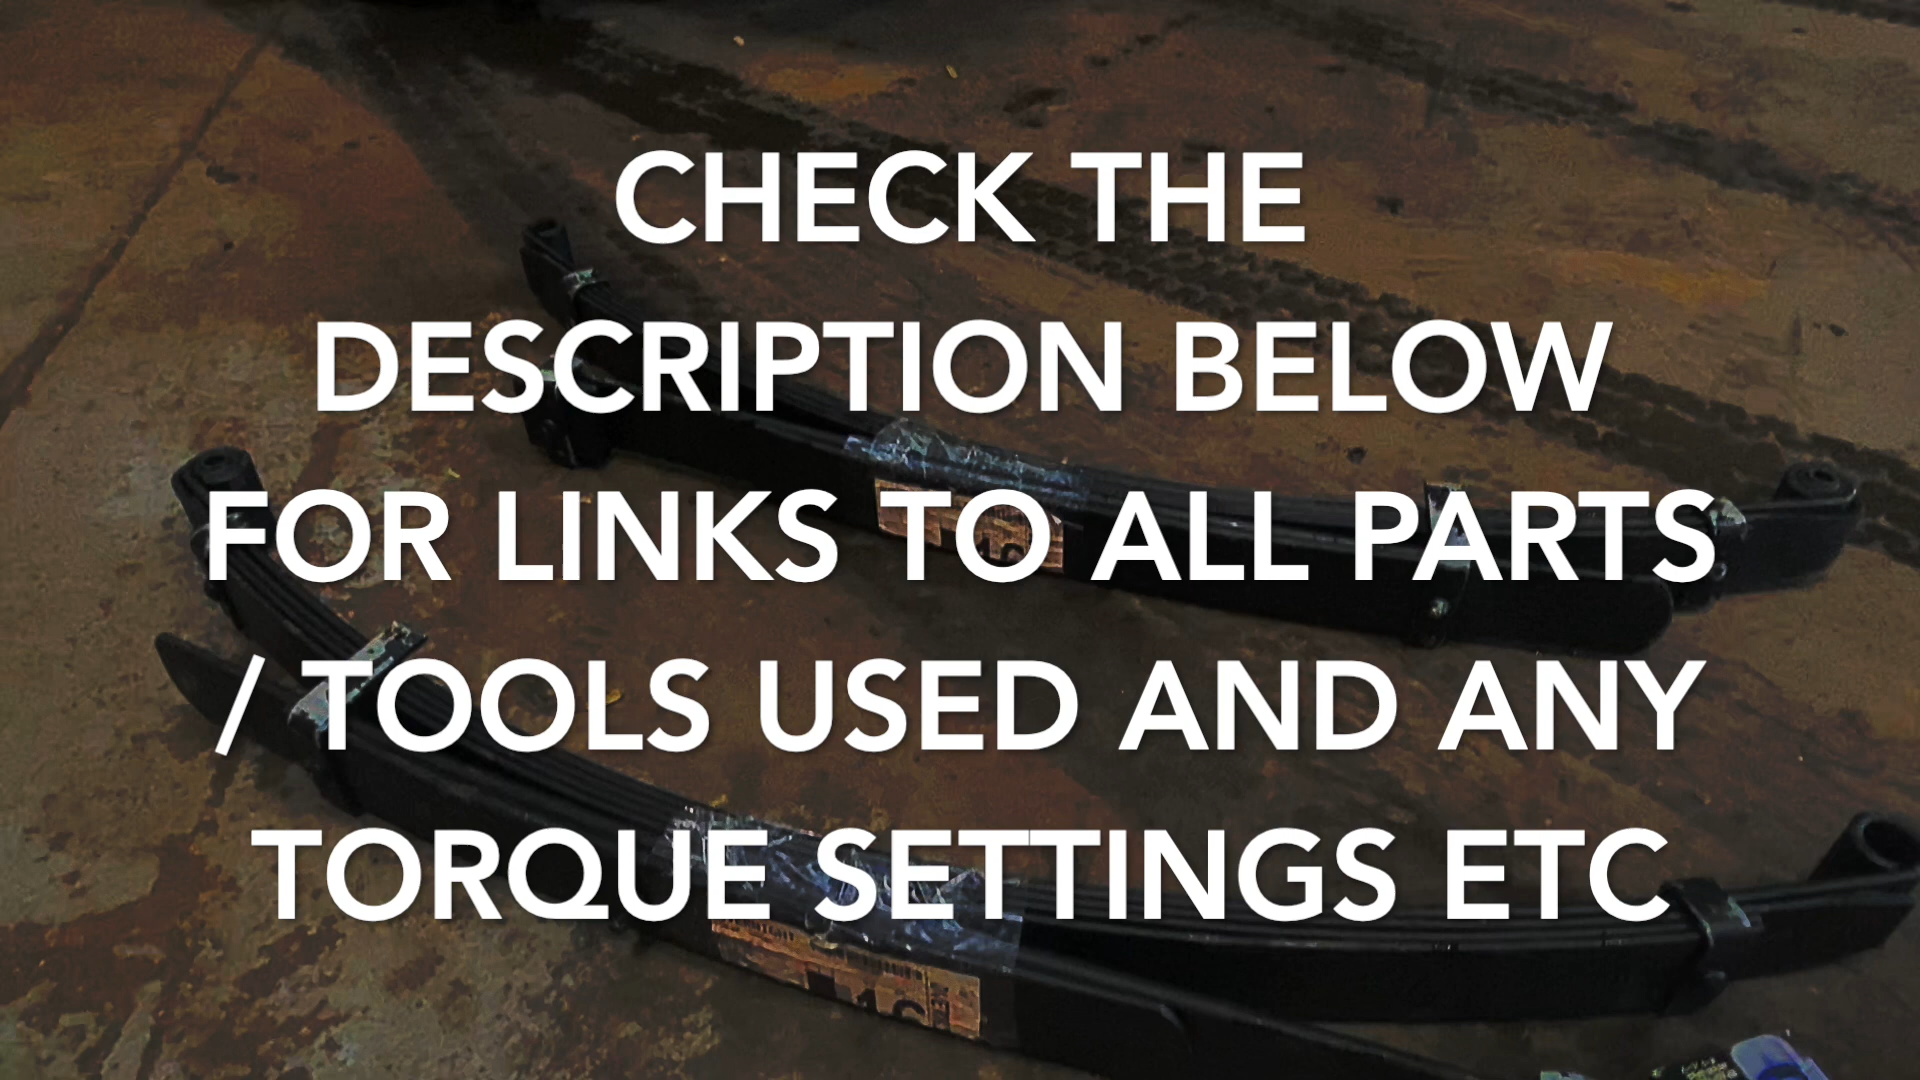 CHECK THE
DESCRIPTION BELOW
FOR LINKS TO ALL PARTS
/ TOOLS USED AND ANY
TORQUE SETTINGS ETC